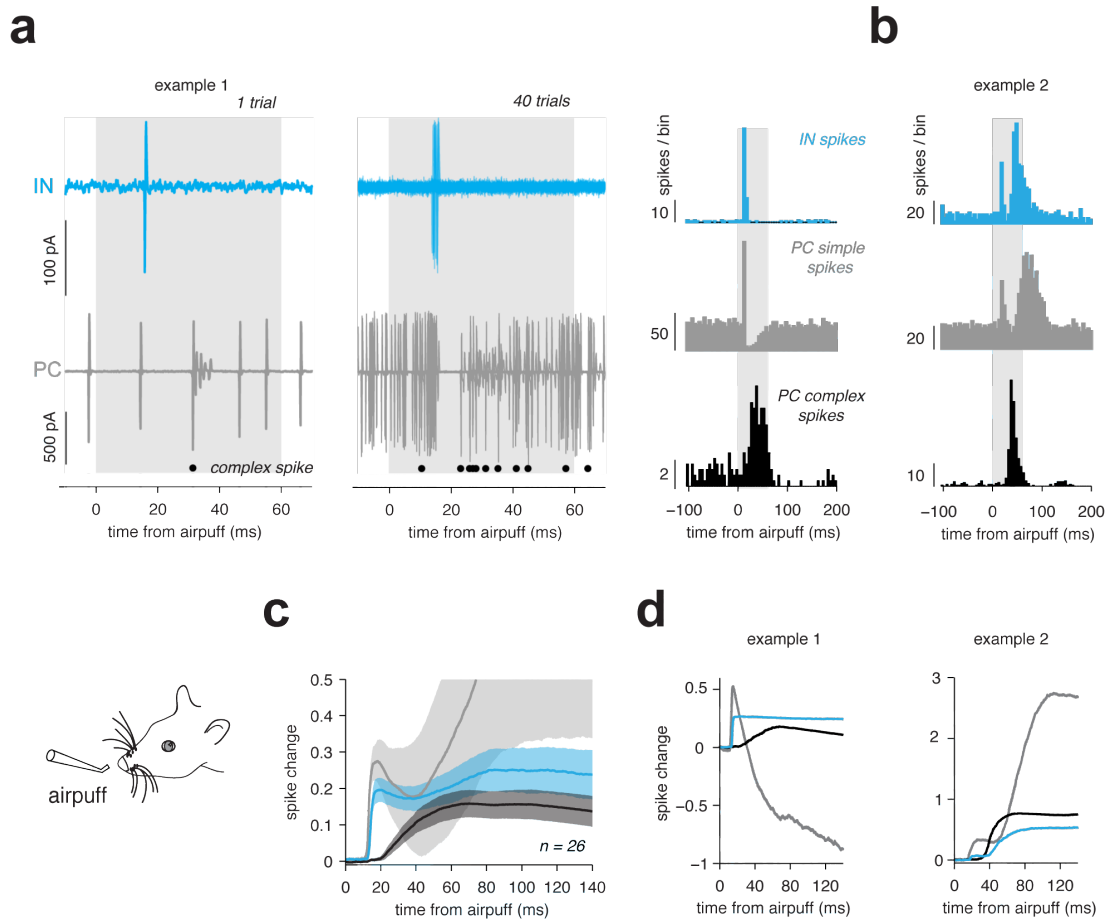 a
b
example 1
1 trial
40 trials
example 2
IN
100 pA
PC
500 pA
complex spike
0 20 40 60
time from airpuff (ms)
0 20 40 60
time from airpuff (ms)
spikes / bin
IN spikes
10
PC simple
spikes
50
PC complex
spikes
2
−100 0 100 200
time from airpuff (ms)
spikes / bin
20
20
10
−100 0 100 200
time from airpuff (ms)
airpuff
c
spike change
0.5
0.4
0.3
0.2
0.1
0
n = 26
0 20 40 60 80 100 120 140
time from airpuff (ms)
d
example 1
example 2
spike change
0.5
0
−0.5
−1
0 40 80 120
time from airpuff (ms)
3
2
1
0
0 40 80 120
time from airpuff (ms)